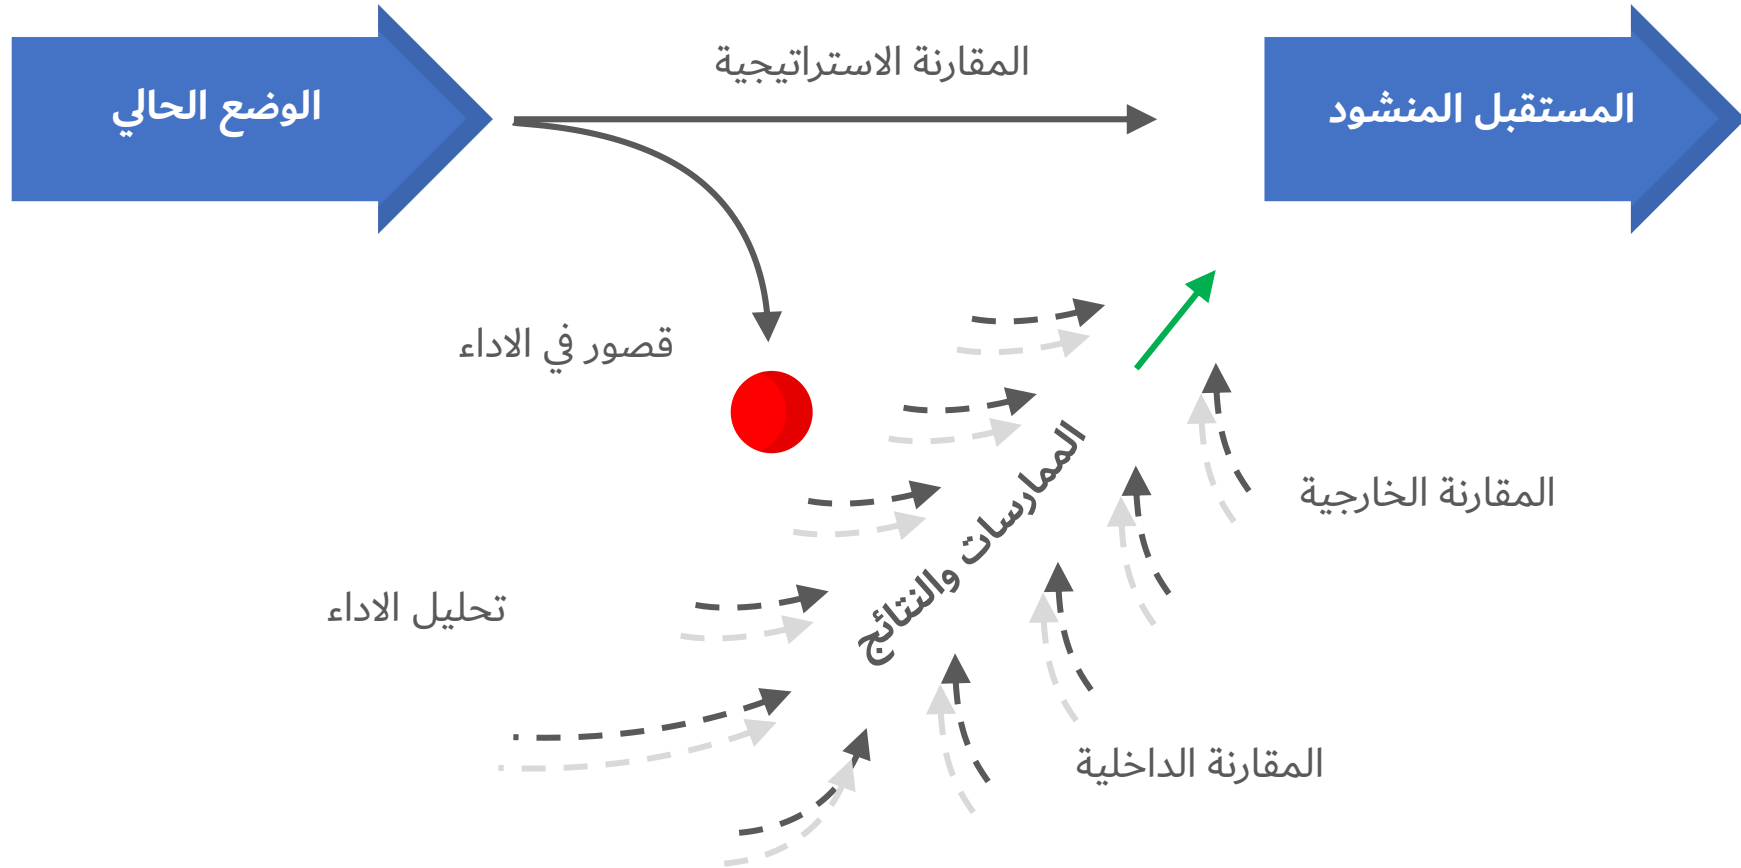 الوضع الحالي
المقارنة الاستراتيجية
المستقبل المنشود
قصور في الاداء
الممارسات والنتائج
المقارنة الخارجية
تحليل الاداء
المقارنة الداخلية